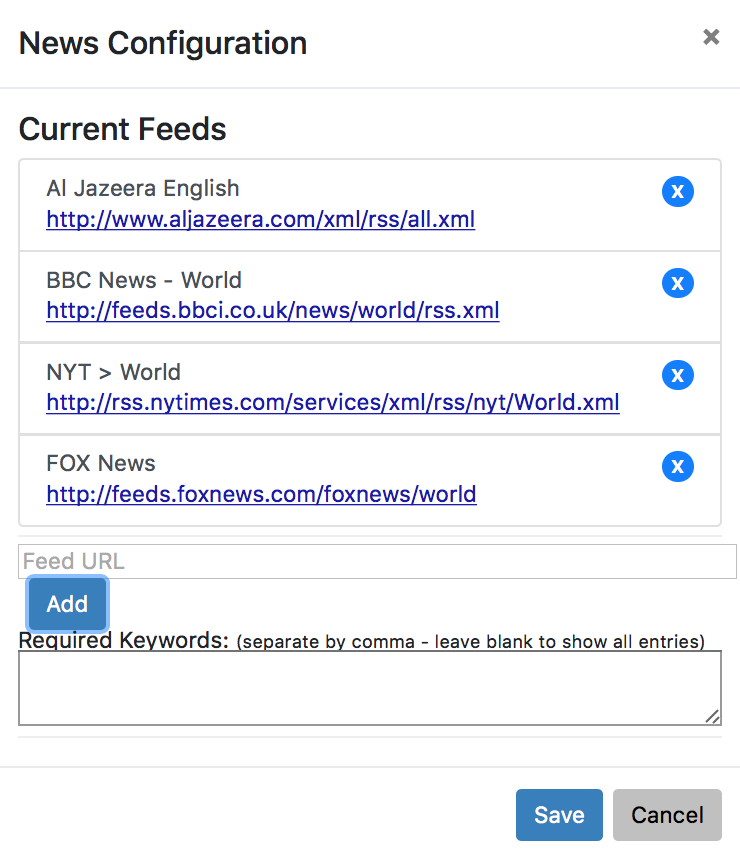 News Configuration ×
Current Feeds
Al Jazeera English
X
http://www.aljazeera.com/xml/rss/all.xml
BBC News - World
X
http://feeds.bbci.co.uk/news/world/rss.xml
NYT > World
X
http://rss.nytimes.com/services/xml/rss/nyt/World.xml
FOX News
X
http://feeds.foxnews.com/foxnews/world
Feed URL
Add
Required Keywords: (separate by comma - leave blank to show all entries)
Save Cancel